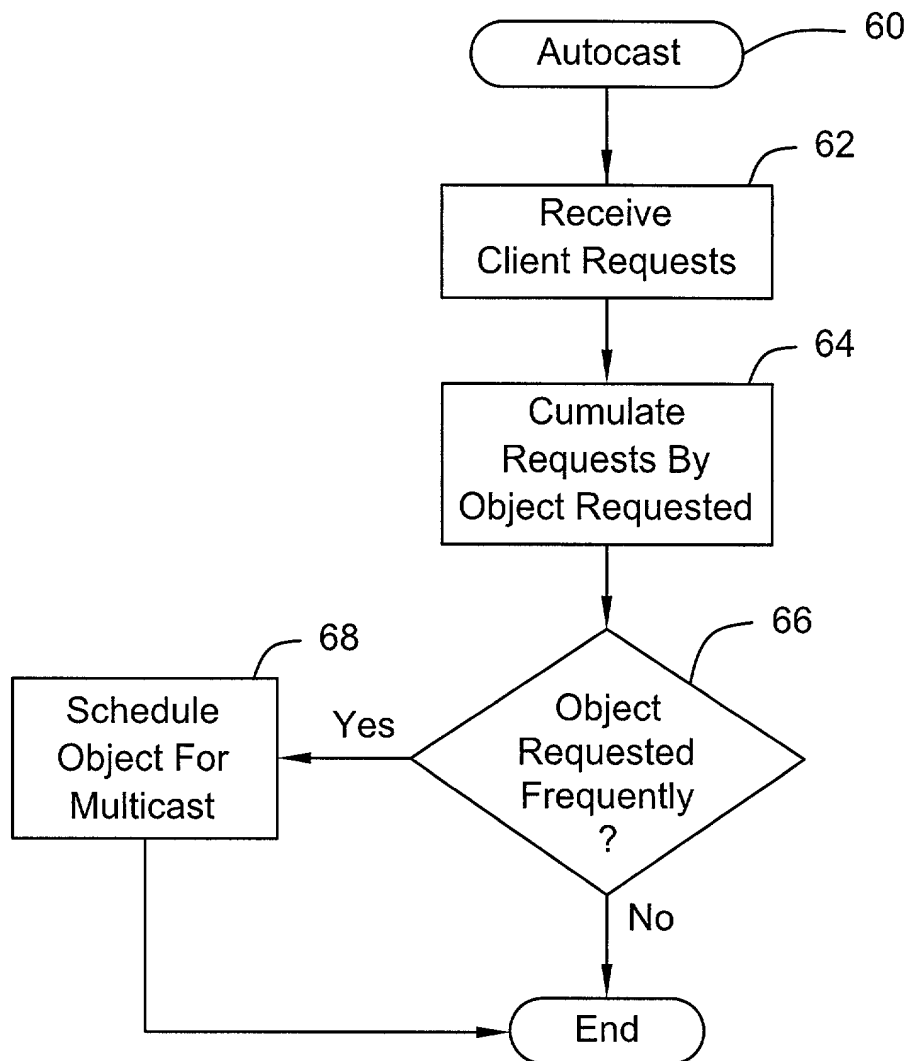 Autocast
60
62
Receive
Client Requests
64
Cumulate
Requests By
Object Requested
66
68
Schedule
Object For
Multicast
Yes
Object
Requested
Frequently
?
No
End